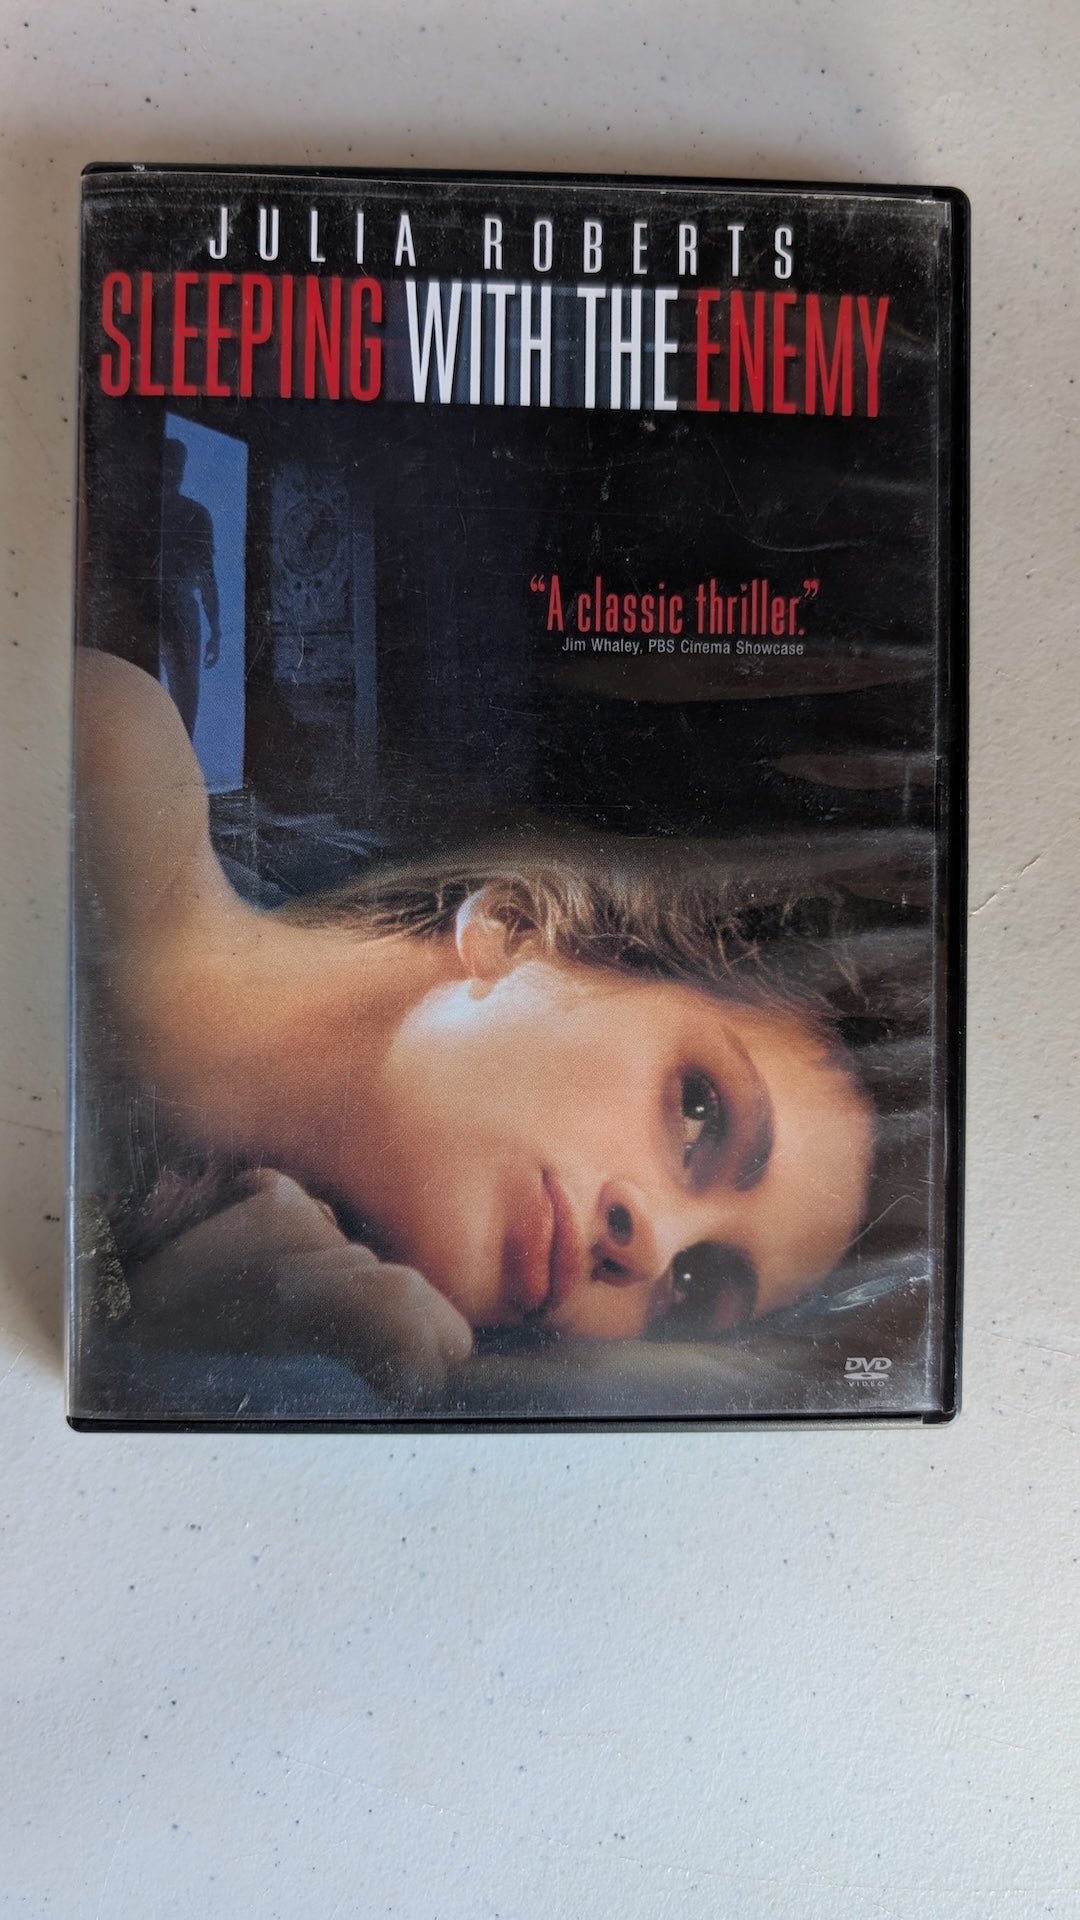 JULIA ROBERTS
SLEEPING WITH THE ENEMY
“A classic thriller.”
Jim Whaley, PBS Cinema Showcase
DVD
VIDEO